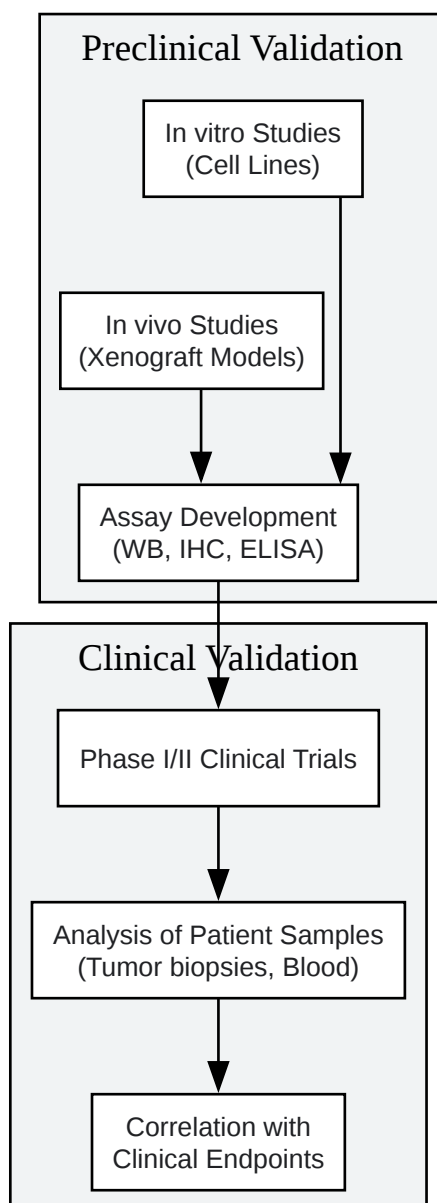 Preclinical Validation
In vitro Studies
(Cell Lines)
In vivo Studies
(Xenograft Models)
Assay Development
(WB, IHC, ELISA)
Clinical Validation
Phase I/II Clinical Trials
Analysis of Patient Samples
(Tumor biopsies, Blood)
Correlation with
Clinical Endpoints